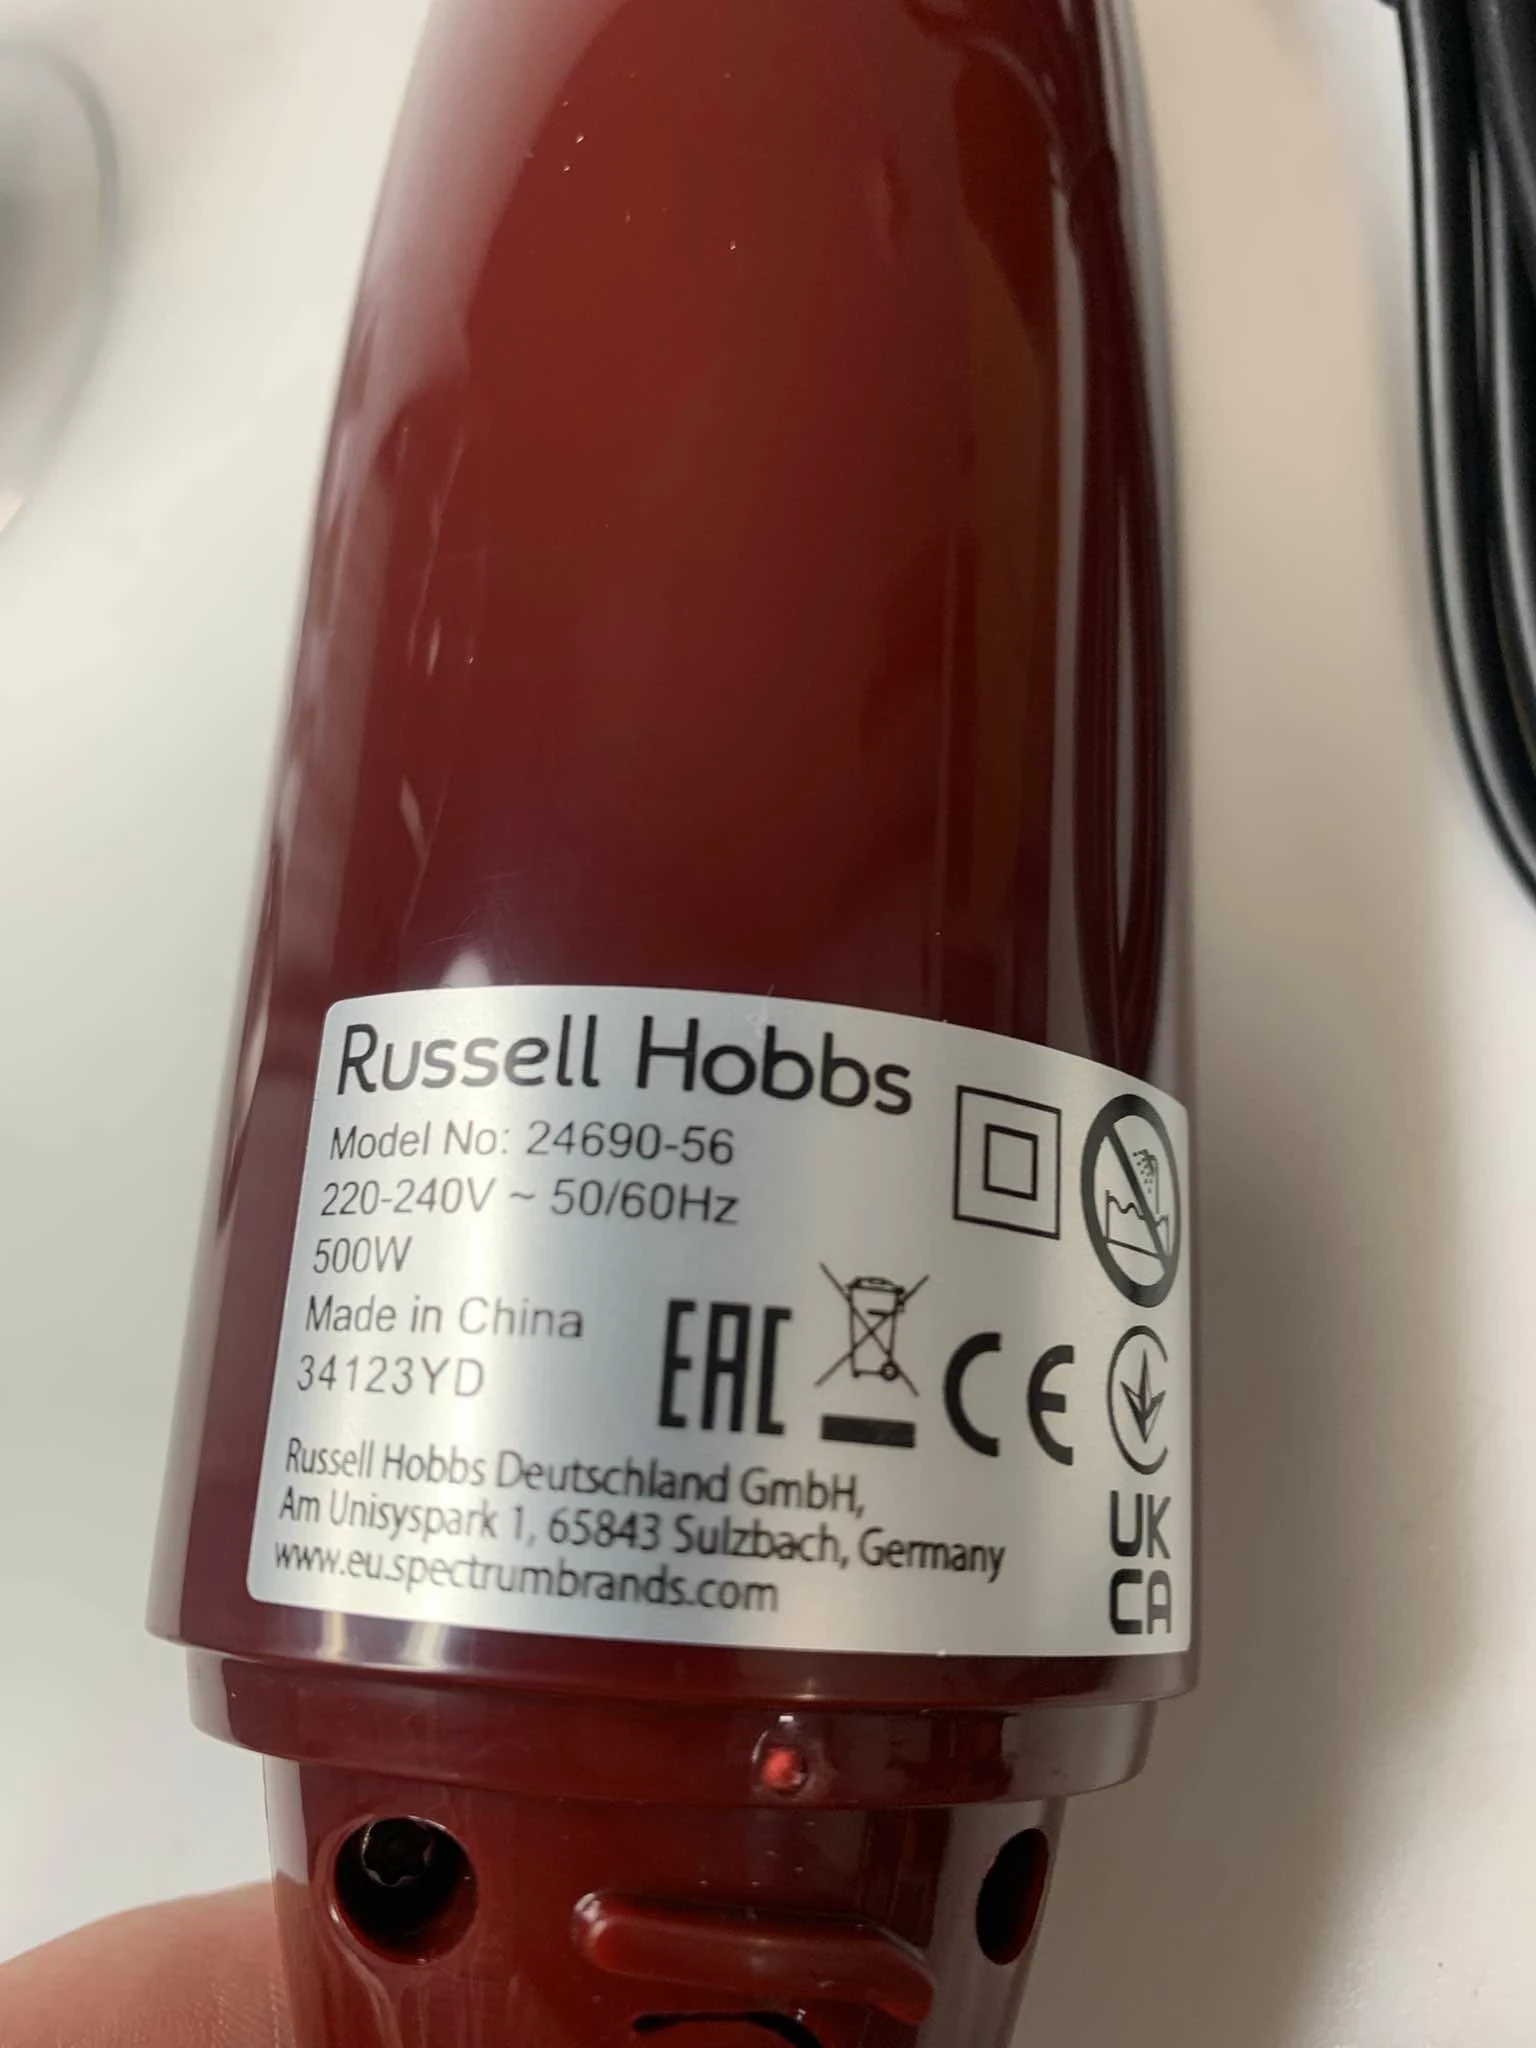 Russell Hobbs
Model No: 24690-56
220-240V ~ 50/60Hz
500W
Made in China
34123YD
EAC
CE
UK
CA
Russell Hobbs Deutschland GmbH,
Am Unisyspark 1, 65843 Sulzbach, Germany
www.eu.spectrumbrands.com